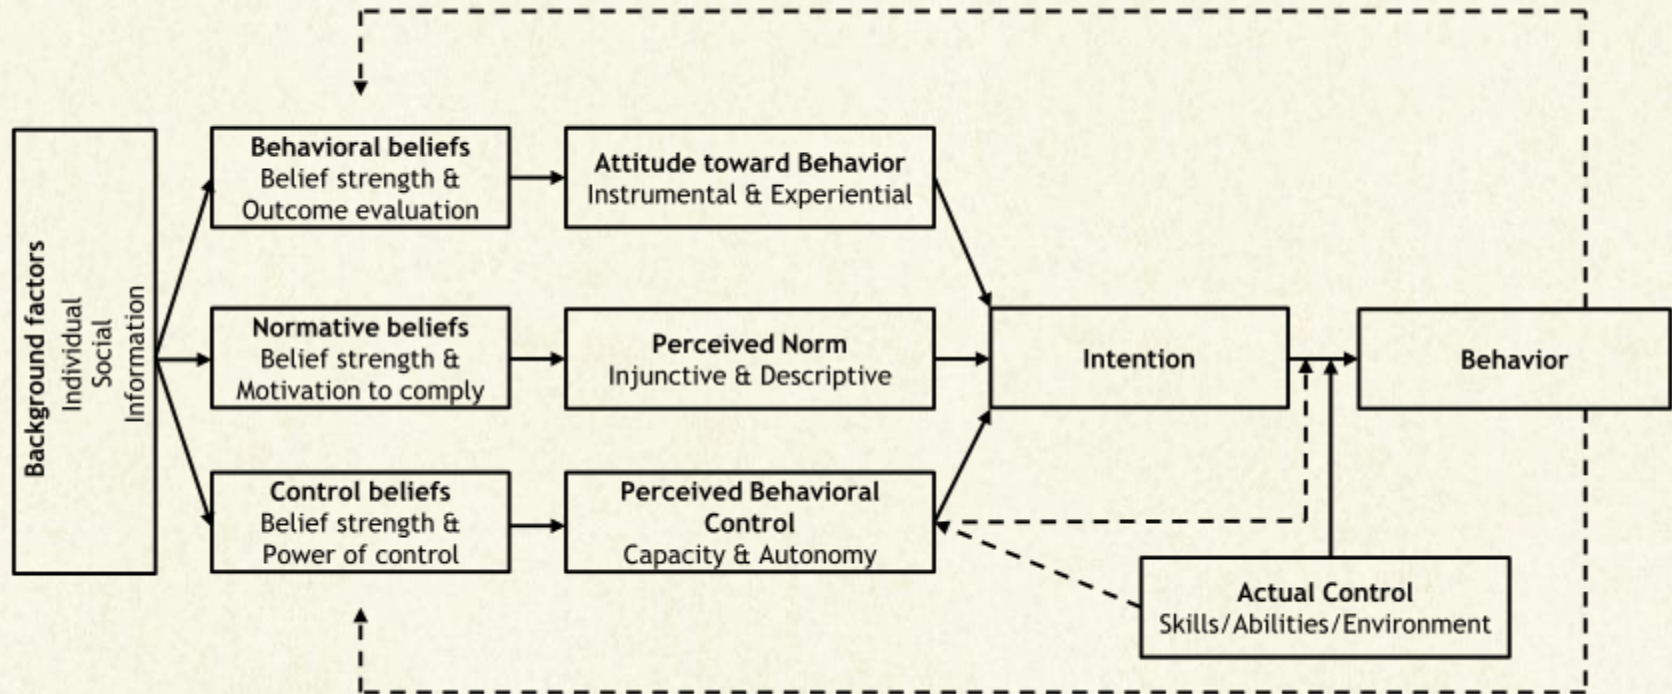 Background factors
Individual
Social
Information
Behavioral beliefs
Belief strength &
Outcome evaluation
Attitude toward Behavior
Instrumental & Experiential
Normative beliefs
Belief strength &
Motivation to comply
Perceived Norm
Injunctive & Descriptive
Intention
Behavior
Control beliefs
Belief strength &
Power of control
Perceived Behavioral
Control
Capacity & Autonomy
Actual Control
Skills/Abilities/Environment